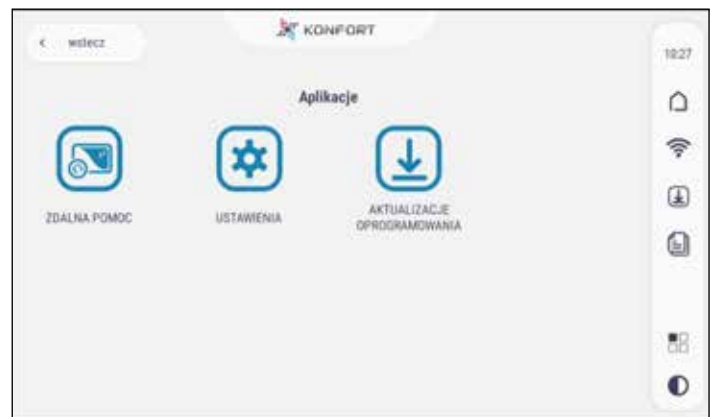 wstecz
KONFORT
10:27
Aplikacje
ZDALNA POMOC
USTAWIENIA
AKTUALIZACJE
OPROGRAMOWANIA